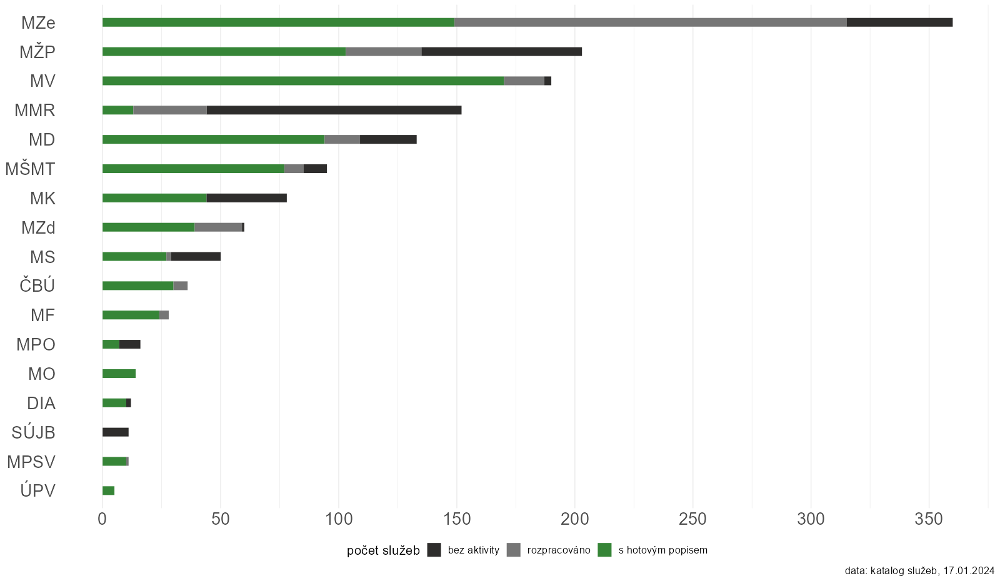 MZe
MŽP
MV
MMR
MD
MŠMT
MK
MZd
MS
ČBÚ
MF
MPO
MO
DIA
SÚJB
MPSV
ÚPV
0 50 100 150 200 250 300 350
počet služeb bez aktivity rozpracováno s hotovým popisem
data: katalog služeb, 17.01.2024